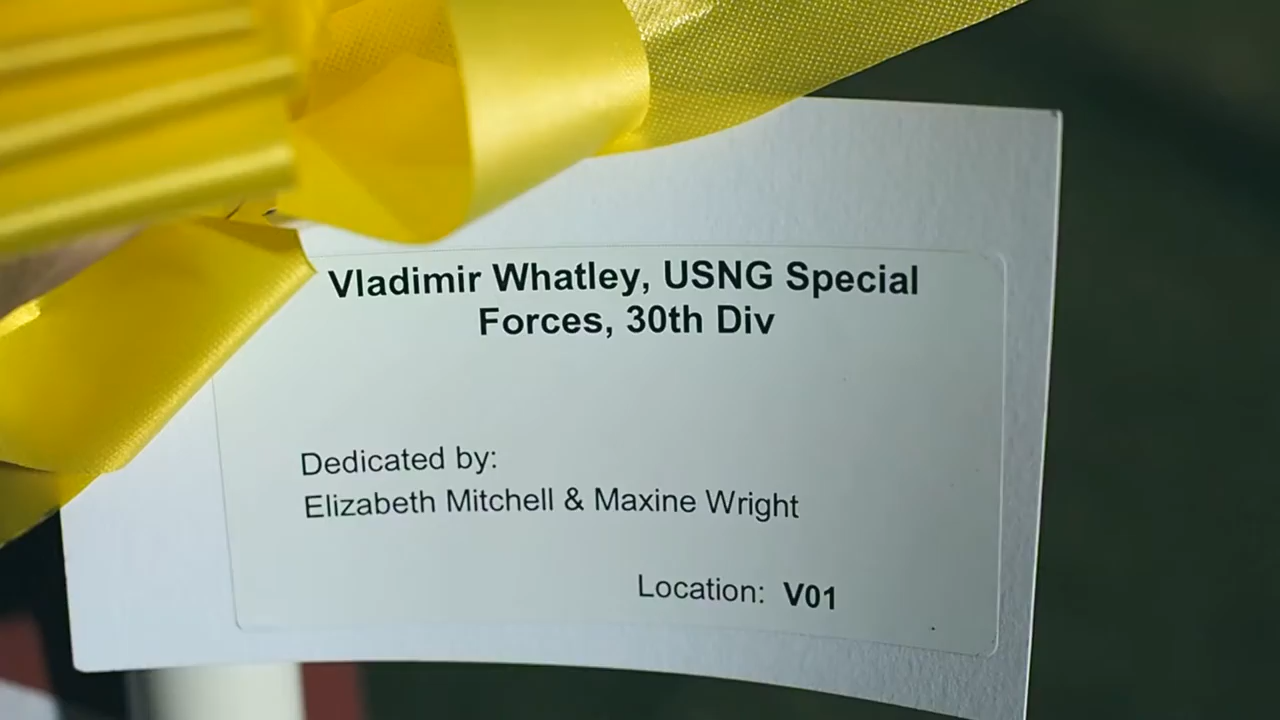 Vladimir Whatley, USNG Special
Forces, 30th Div
Dedicated by:
Elizabeth Mitchell & Maxine Wright
Location: V01